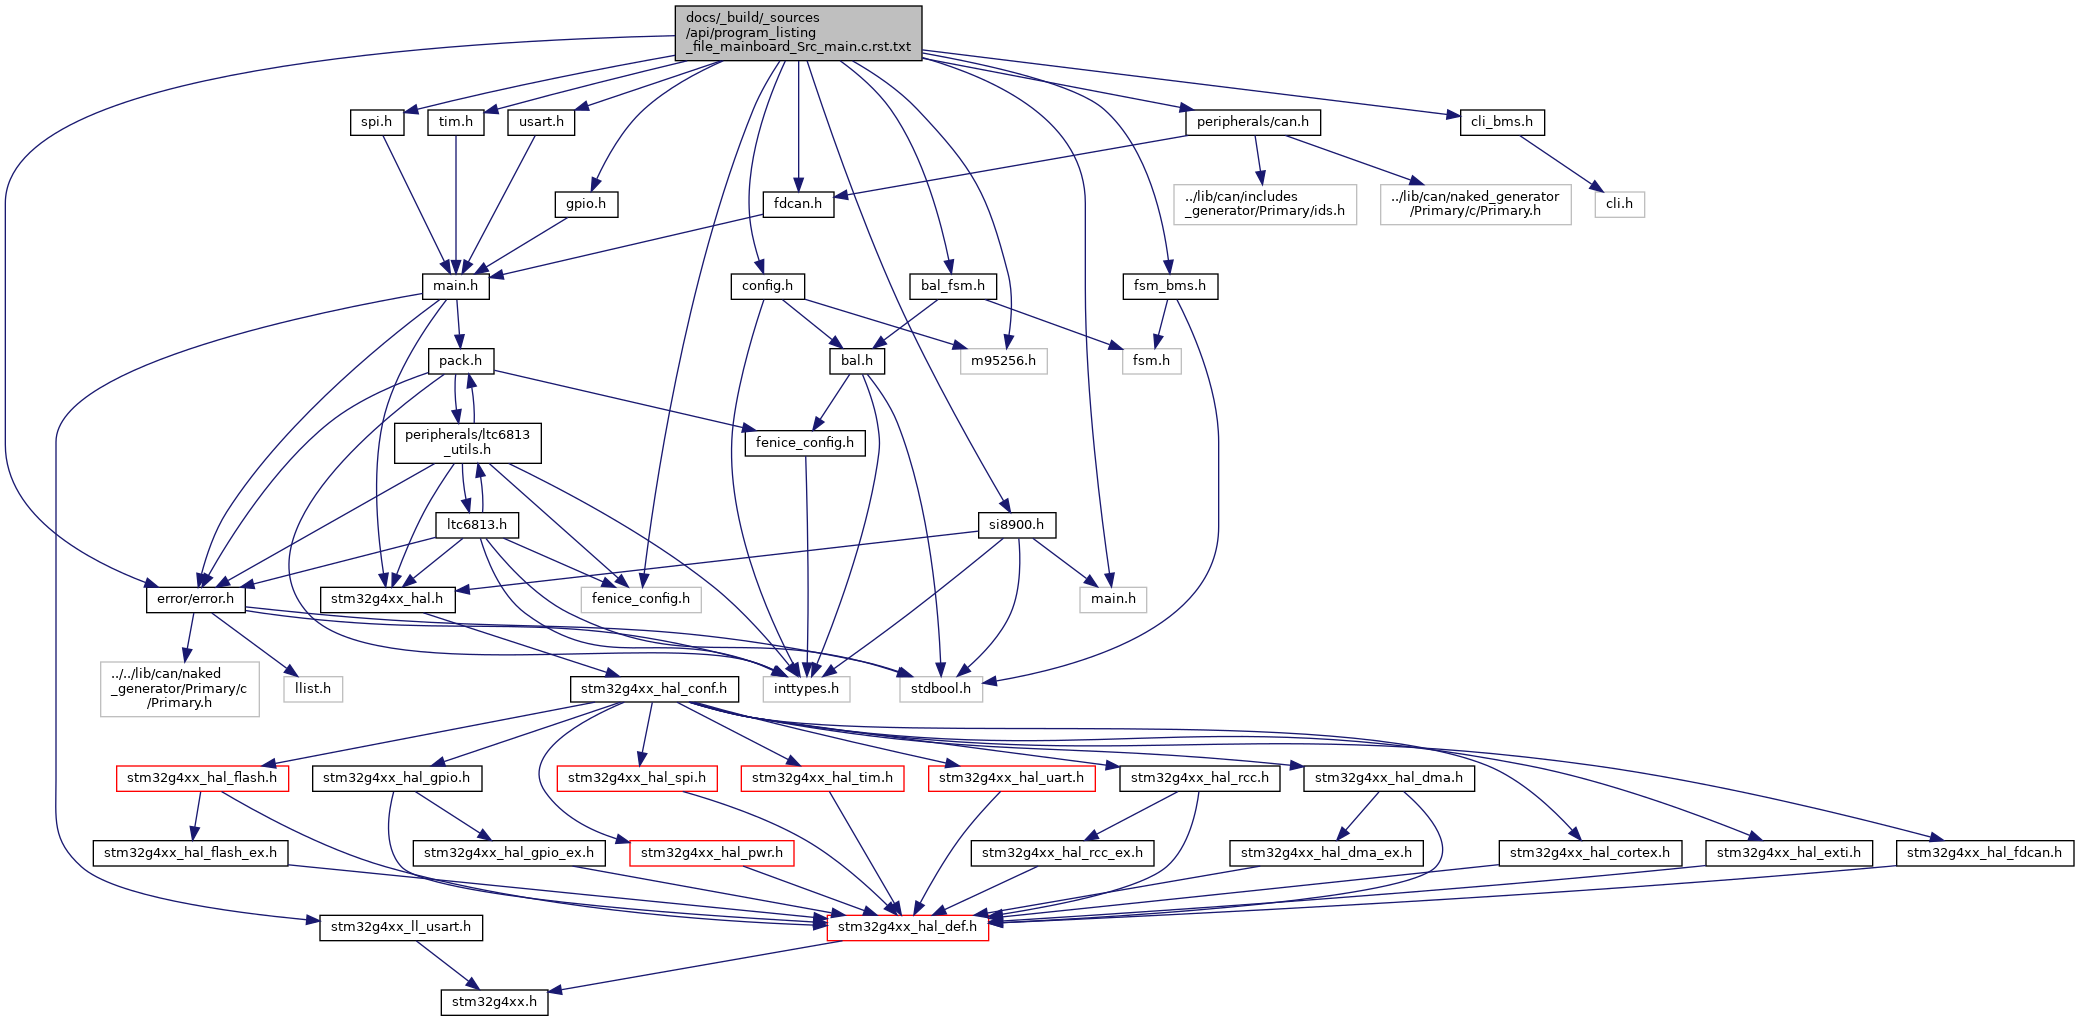 docs/_build/_sources
/api/program_listing
_file_mainboard_Src_main.c.rst.txt
spi.h
tim.h
usart.h
peripherals/can.h
cli_bms.h
gpio.h
fdcan.h
../lib/can/includes
_generator/Primary/ids.h
../lib/can/naked_generator
/Primary/c/Primary.h
cli.h
main.h
config.h
bal_fsm.h
fsm_bms.h
pack.h
bal.h
m95256.h
fsm.h
peripherals/ltc6813
_utils.h
fenice_config.h
ltc6813.h
si8900.h
error/error.h
stm32g4xx_hal.h
fenice_config.h
main.h
../../lib/can/naked
_generator/Primary/c
/Primary.h
llist.h
stm32g4xx_hal_conf.h
inttypes.h
stdbool.h
stm32g4xx_hal_flash.h
stm32g4xx_hal_gpio.h
stm32g4xx_hal_spi.h
stm32g4xx_hal_tim.h
stm32g4xx_hal_uart.h
stm32g4xx_hal_rcc.h
stm32g4xx_hal_dma.h
stm32g4xx_hal_flash_ex.h
stm32g4xx_hal_gpio_ex.h
stm32g4xx_hal_pwr.h
stm32g4xx_hal_rcc_ex.h
stm32g4xx_hal_dma_ex.h
stm32g4xx_hal_cortex.h
stm32g4xx_hal_exti.h
stm32g4xx_hal_fdcan.h
stm32g4xx_ll_usart.h
stm32g4xx_hal_def.h
stm32g4xx.h